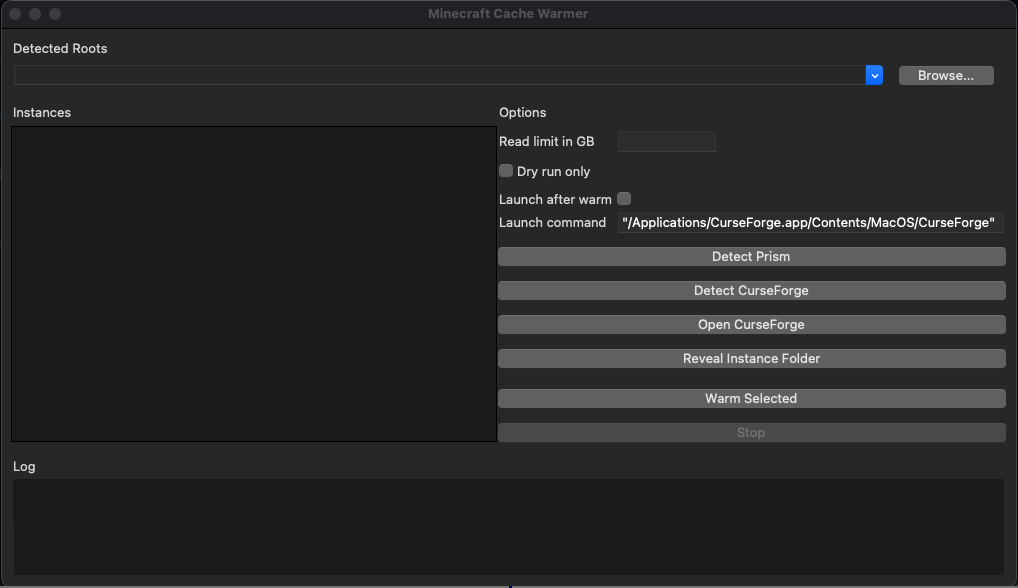 Minecraft Cache Warmer
Detected Roots
Browse...
Instances
Options
Read limit in GB
Dry run only
Launch after warm
Launch command "/Applications/CurseForge.app/Contents/MacOS/CurseForge"
Detect Prism
Detect CurseForge
Open CurseForge
Reveal Instance Folder
Warm Selected
Stop
Log